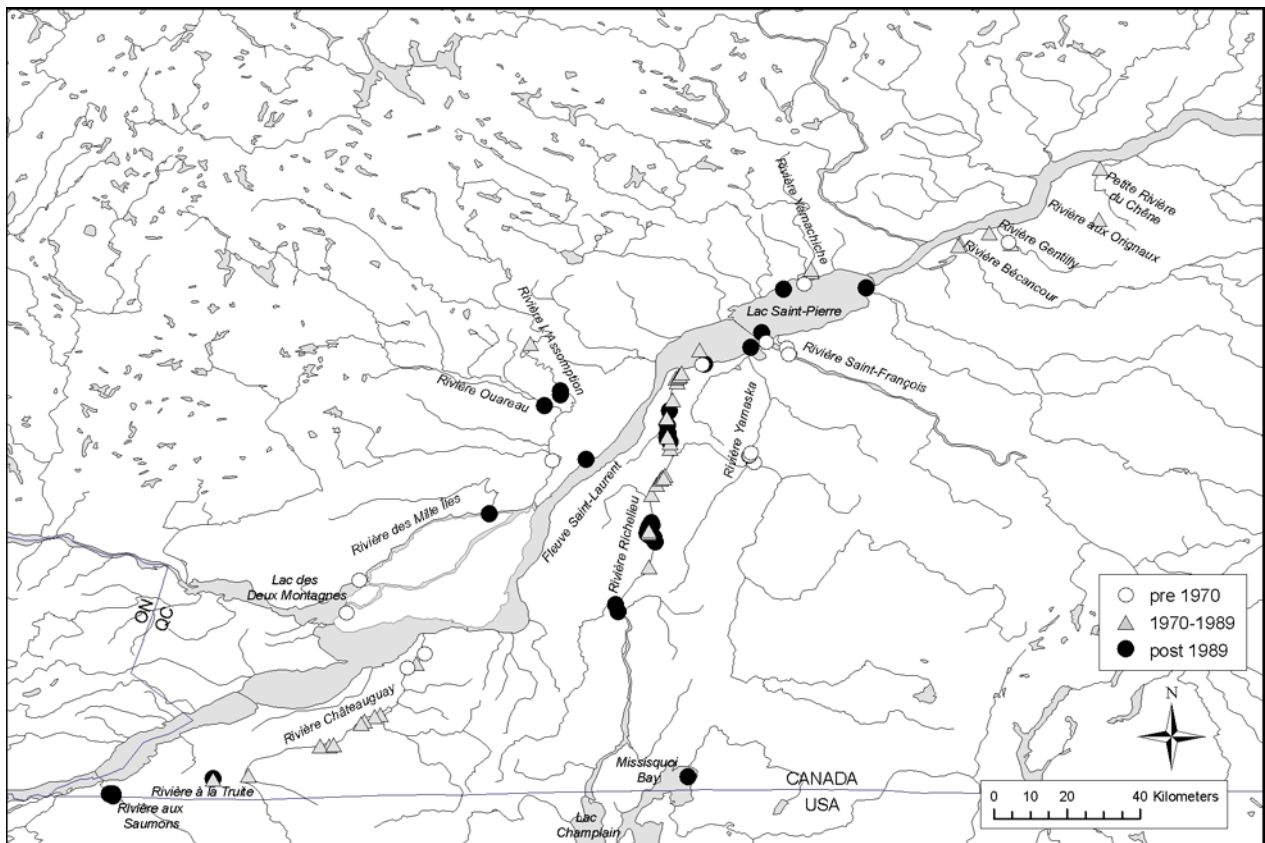 Rivière Yamachiche
Petite Rivière
du Chêne
Rivière aux Orignaux
Rivière Gentilly
Rivière Bécancour
Lac Saint-Pierre
Rivière L'Assomption
Rivière Ouareau
Rivière Saint-François
Rivière Yamaska
Rivière des Mille Îles
Fleuve Saint-Laurent
Rivière Richelieu
Lac des
Deux Montagnes
ON
QC
pre 1970
1970-1989
post 1989
Rivière Châteauguay
N
Missisquoi
Bay
CANADA
USA
Rivière à la Truite
Rivière aux
Saumons
Lac
Champlain
0 10 20 40 Kilometers